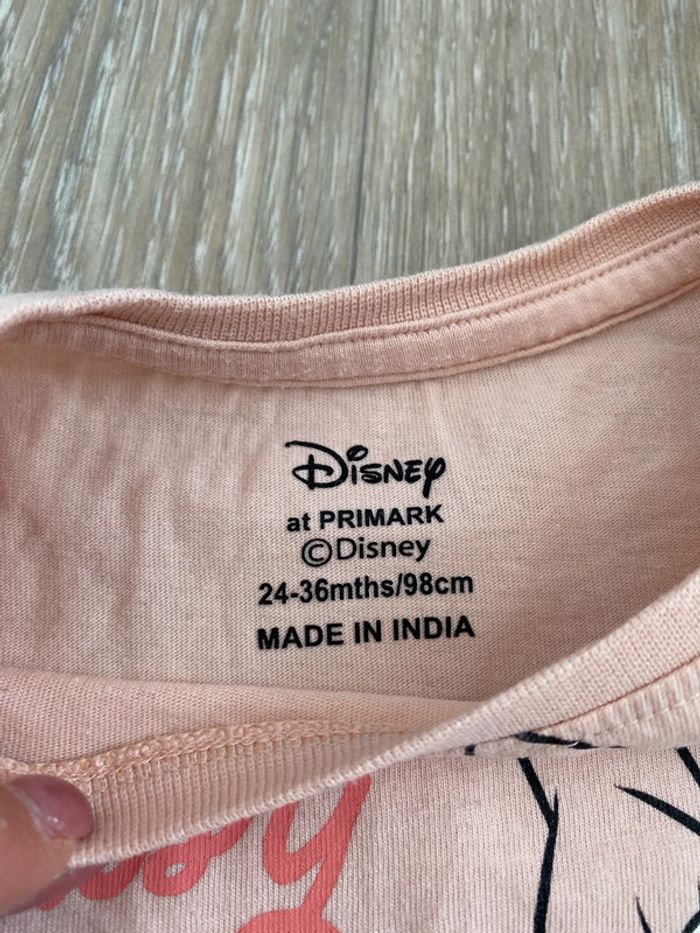 Disney
at PRIMARK
©Disney
24-36mths/98cm
MADE IN INDIA